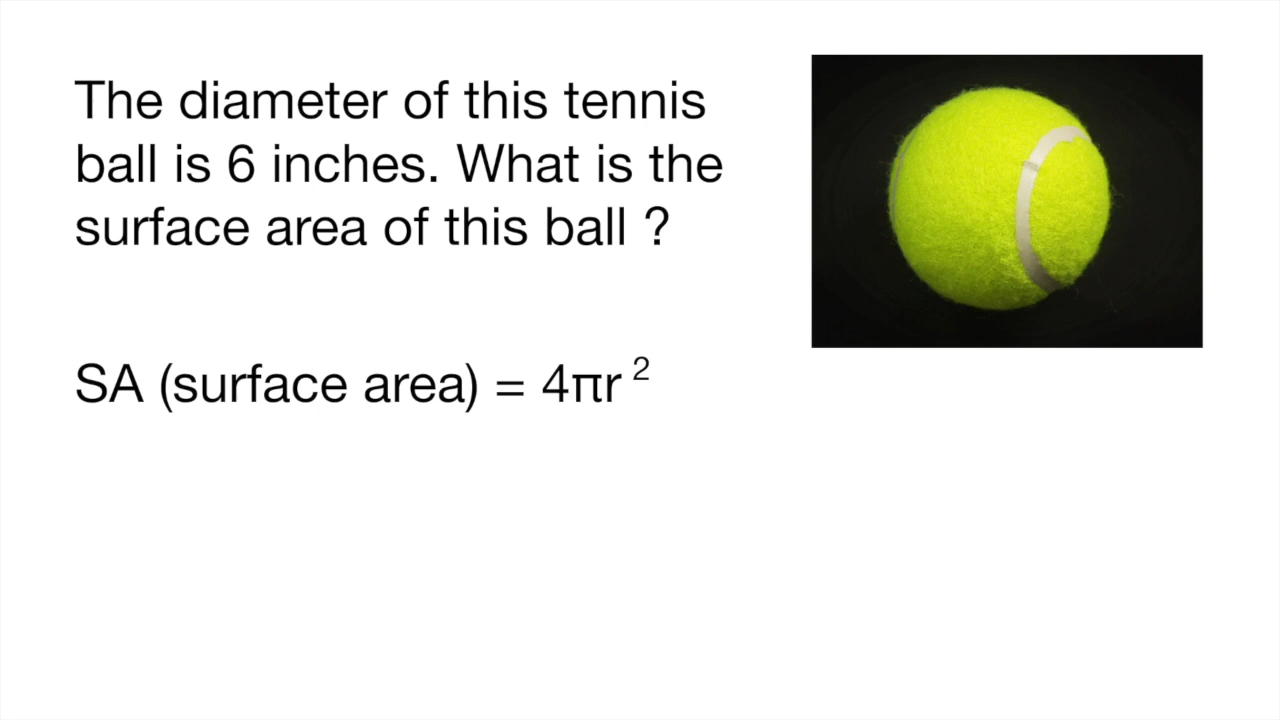 The diameter of this tennis
ball is 6 inches. What is the
surface area of this ball ?
SA (surface area) = 4πr ²